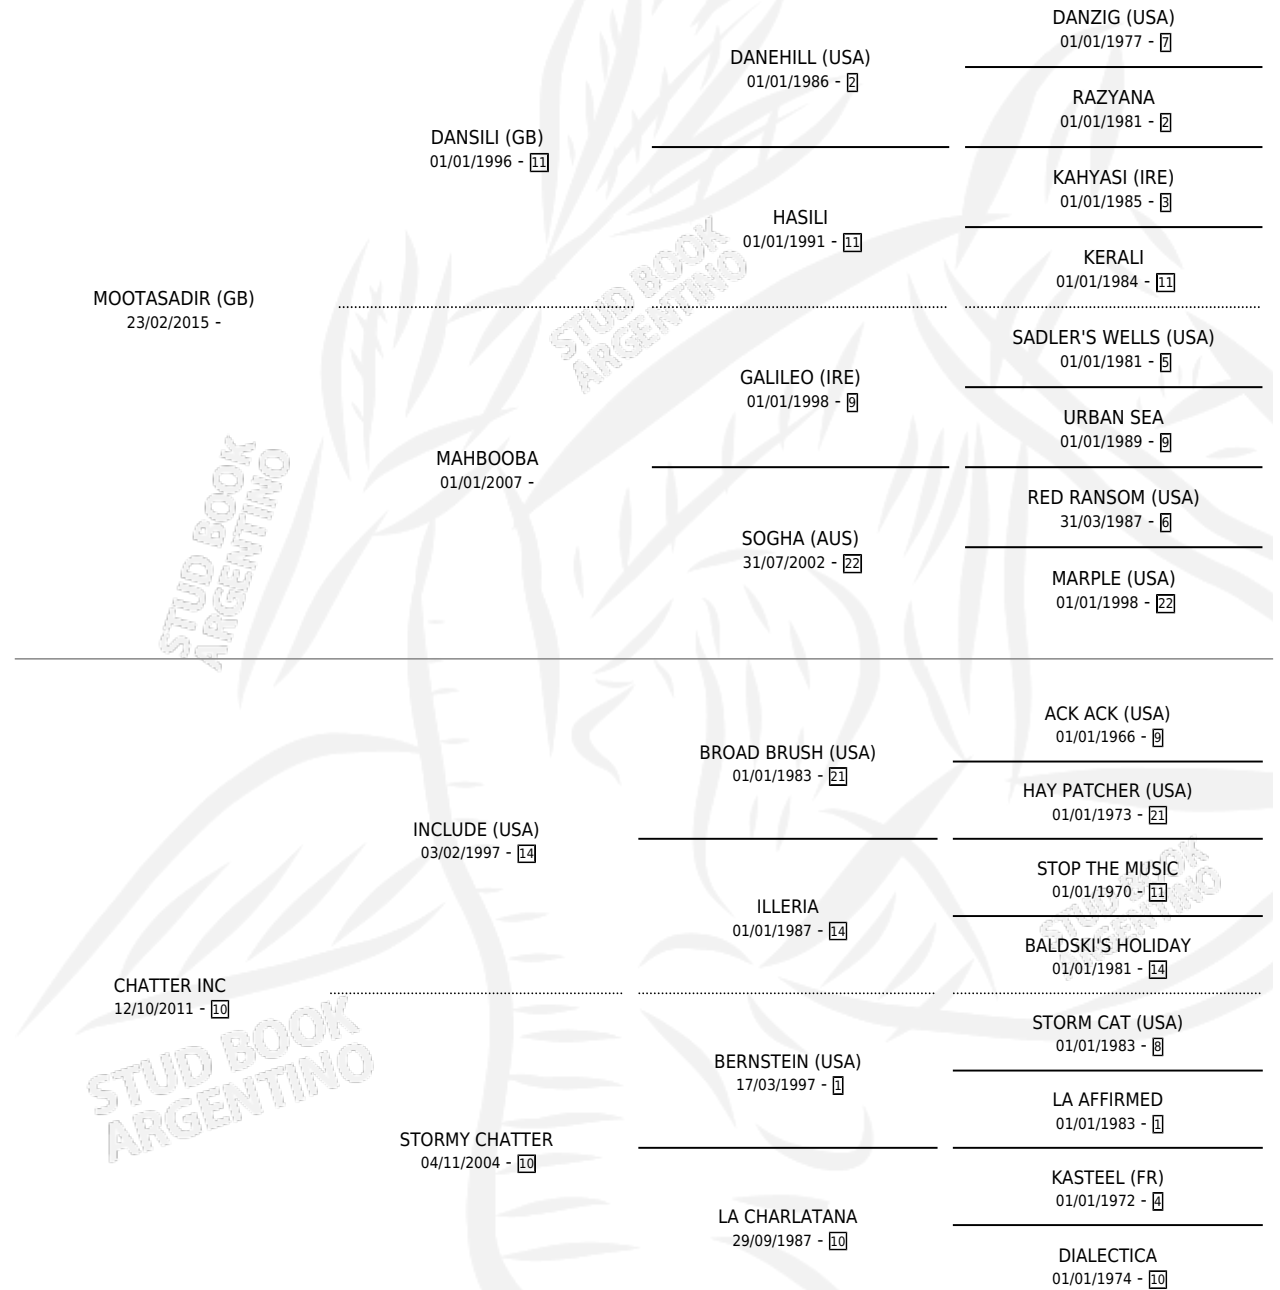 DANZIG (USA)
01/01/1977 - 7
DANEHILL (USA)
01/01/1986 - 2
RAZYANA
01/01/1981 - 2
DANSILI (GB)
01/01/1996 - 11
KAHYASI (IRE)
01/01/1985 - 3
HASILI
01/01/1991 - 11
KERALI
01/01/1984 - 11
MOOTASADIR (GB)
23/02/2015 -
SADLER'S WELLS (USA)
01/01/1981 - 5
GALILEO (IRE)
01/01/1998 - 9
URBAN SEA
01/01/1989 - 9
MAHBOOBA
01/01/2007 -
RED RANSOM (USA)
31/03/1987 - 6
SOGHA (AUS)
31/07/2002 - 22
MARPLE (USA)
01/01/1998 - 22
STUD BOOK
ARGENTINO
STUD BOOK
ARGENTINO
ACK ACK (USA)
01/01/1966 - 9
BROAD BRUSH (USA)
01/01/1983 - 21
HAY PATCHER (USA)
01/01/1973 - 21
INCLUDE (USA)
03/02/1997 - 14
STOP THE MUSIC
01/01/1970 - 11
ILLERIA
01/01/1987 - 14
BALDSKI'S HOLIDAY
01/01/1981 - 14
CHATTER INC
12/10/2011 - 10
STORM CAT (USA)
01/01/1983 - 8
BERNSTEIN (USA)
17/03/1997 - 1
LA AFFIRMED
01/01/1983 - 1
STORMY CHATTER
04/11/2004 - 10
KASTEEL (FR)
01/01/1972 - 4
LA CHARLATANA
29/09/1987 - 10
DIALECTICA
01/01/1974 - 10
STUD BOOK
ARGENTINO
STUD BOOK
ARGENTINO